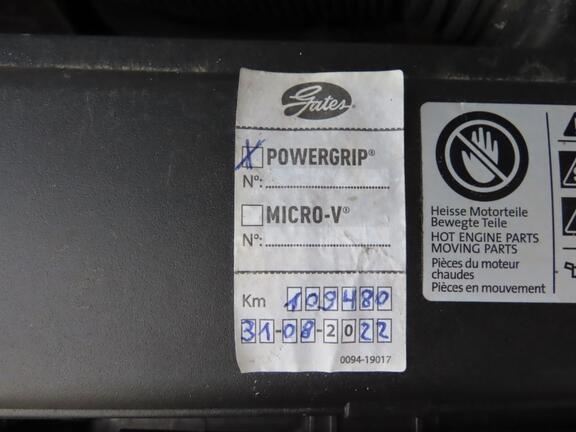 Gates
X POWERGRIP®
N°:
MICRO-V®
N°:
Km 109480
31-08-2022
0094-19017
Heisse Motorteile
Bewegte Teile
HOT ENGINE PARTS
MOVING PARTS
Pièces du moteur
chaudes
Pièces en mouvement